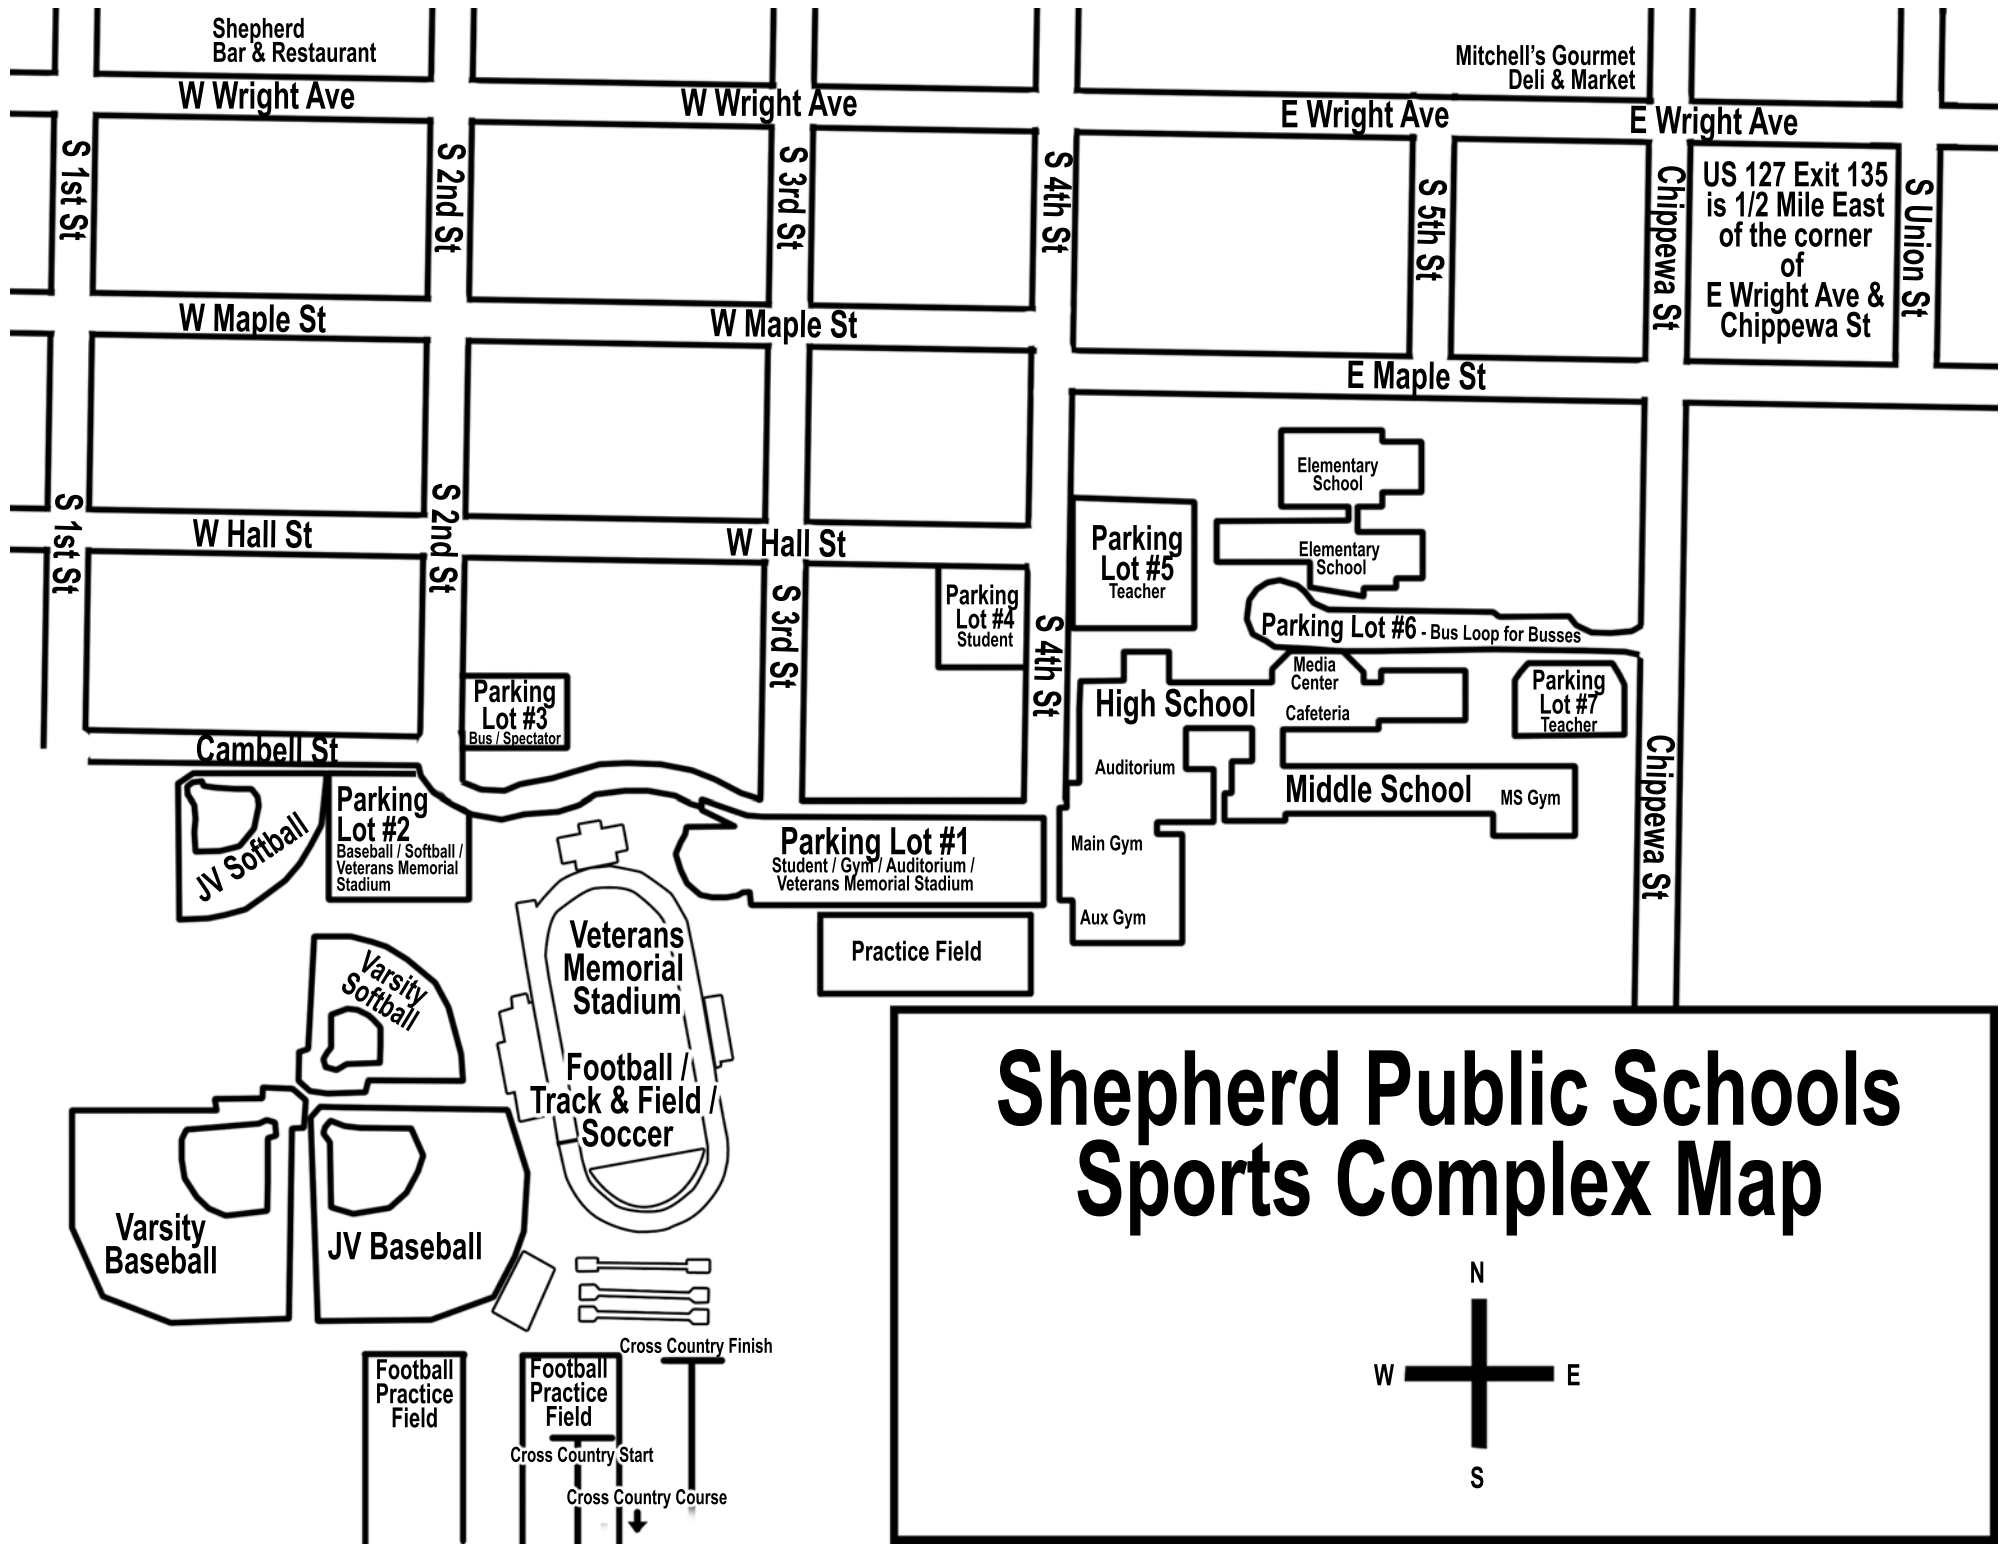 Shepherd
Bar & Restaurant
Mitchell's Gourmet
Deli & Market
W Wright Ave
W Wright Ave
E Wright Ave
E Wright Ave
S 1st St
S 2nd St
S 3rd St
S 4th St
S 5th St
Chippewa St
US 127 Exit 135
is 1/2 Mile East
of the corner
of
E Wright Ave &
Chippewa St
S Union St
W Maple St
W Maple St
E Maple St
Elementary
School
S 1st St
S 2nd St
W Hall St
W Hall St
Parking
Lot #5
Teacher
Elementary
School
S 3rd St
Parking
Lot #4
Student
S 4th St
Parking Lot #6 - Bus Loop for Busses
Parking
Lot #3
Bus / Spectator
High School
Media
Center
Cafeteria
Parking
Lot #7
Teacher
Cambell St
Auditorium
Middle School
MS Gym
Chippewa St
JV Softball
Parking
Lot #2
Baseball / Softball /
Veterans Memorial
Stadium
Parking Lot #1
Student / Gym / Auditorium /
Veterans Memorial Stadium
Main Gym
Aux Gym
Practice Field
Varsity
Softball
Veterans
Memorial
Stadium
Football /
Track & Field /
Soccer
Varsity
Baseball
JV Baseball
Shepherd Public Schools
Sports Complex Map
N
W
E
S
Cross Country Finish
Football
Practice
Field
Football
Practice
Field
Cross Country Start
Cross Country Course